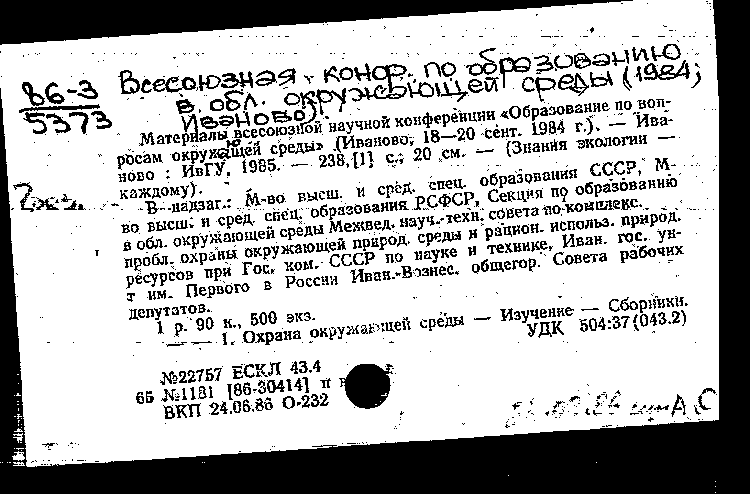 86-3
5373
Всесоюзная конф. по образованию
в обл. окружающей среды (1984;
Иваново).
Материалы всесоюзной научной конференции «Образование по воп-
росам окружающей среды» (Иваново, 18—20 сент. 1984 г.). — Ива-
ново : ИвГУ, 1985. — 238,[1] с.; 20 см. — (Знания экологии —
каждому).
В надзаг.: М-во высш. и сред. спец. образования СССР, М-
во высш. и сред. спец. образования РСФСР, Секция по образованию
в обл. окружающей среды Межвед. науч.-техн. совета по комплекс.
пробл. охраны окружающей природ. среды и рацион. использ. природ.
ресурсов при Гос. ком. СССР по науке и технике, Иван. гос. ун-
т им. Первого в России Иван.-Вознес. общегор. Совета рабочих
депутатов.
1 р. 90 к., 500 экз.
— — 1. Охрана окружающей среды — Изучение — Сборники.
УДК 504:37(043.2)
№22757 ЕСКЛ 43.4
65 №1181 [86-30414] п в
ВКП 24.06.86 О-232